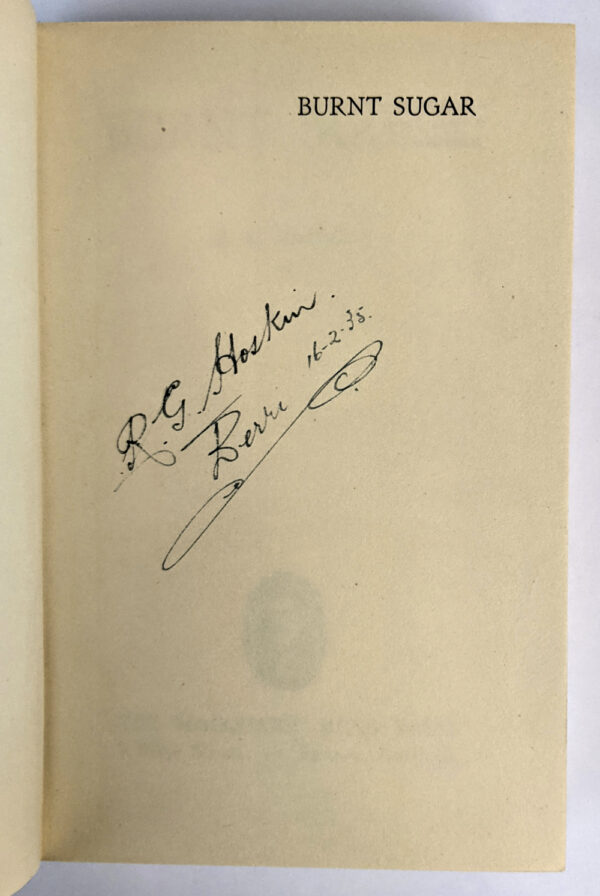 BURNT SUGAR
R. G. Hoskin.
Berri 16-2-35.